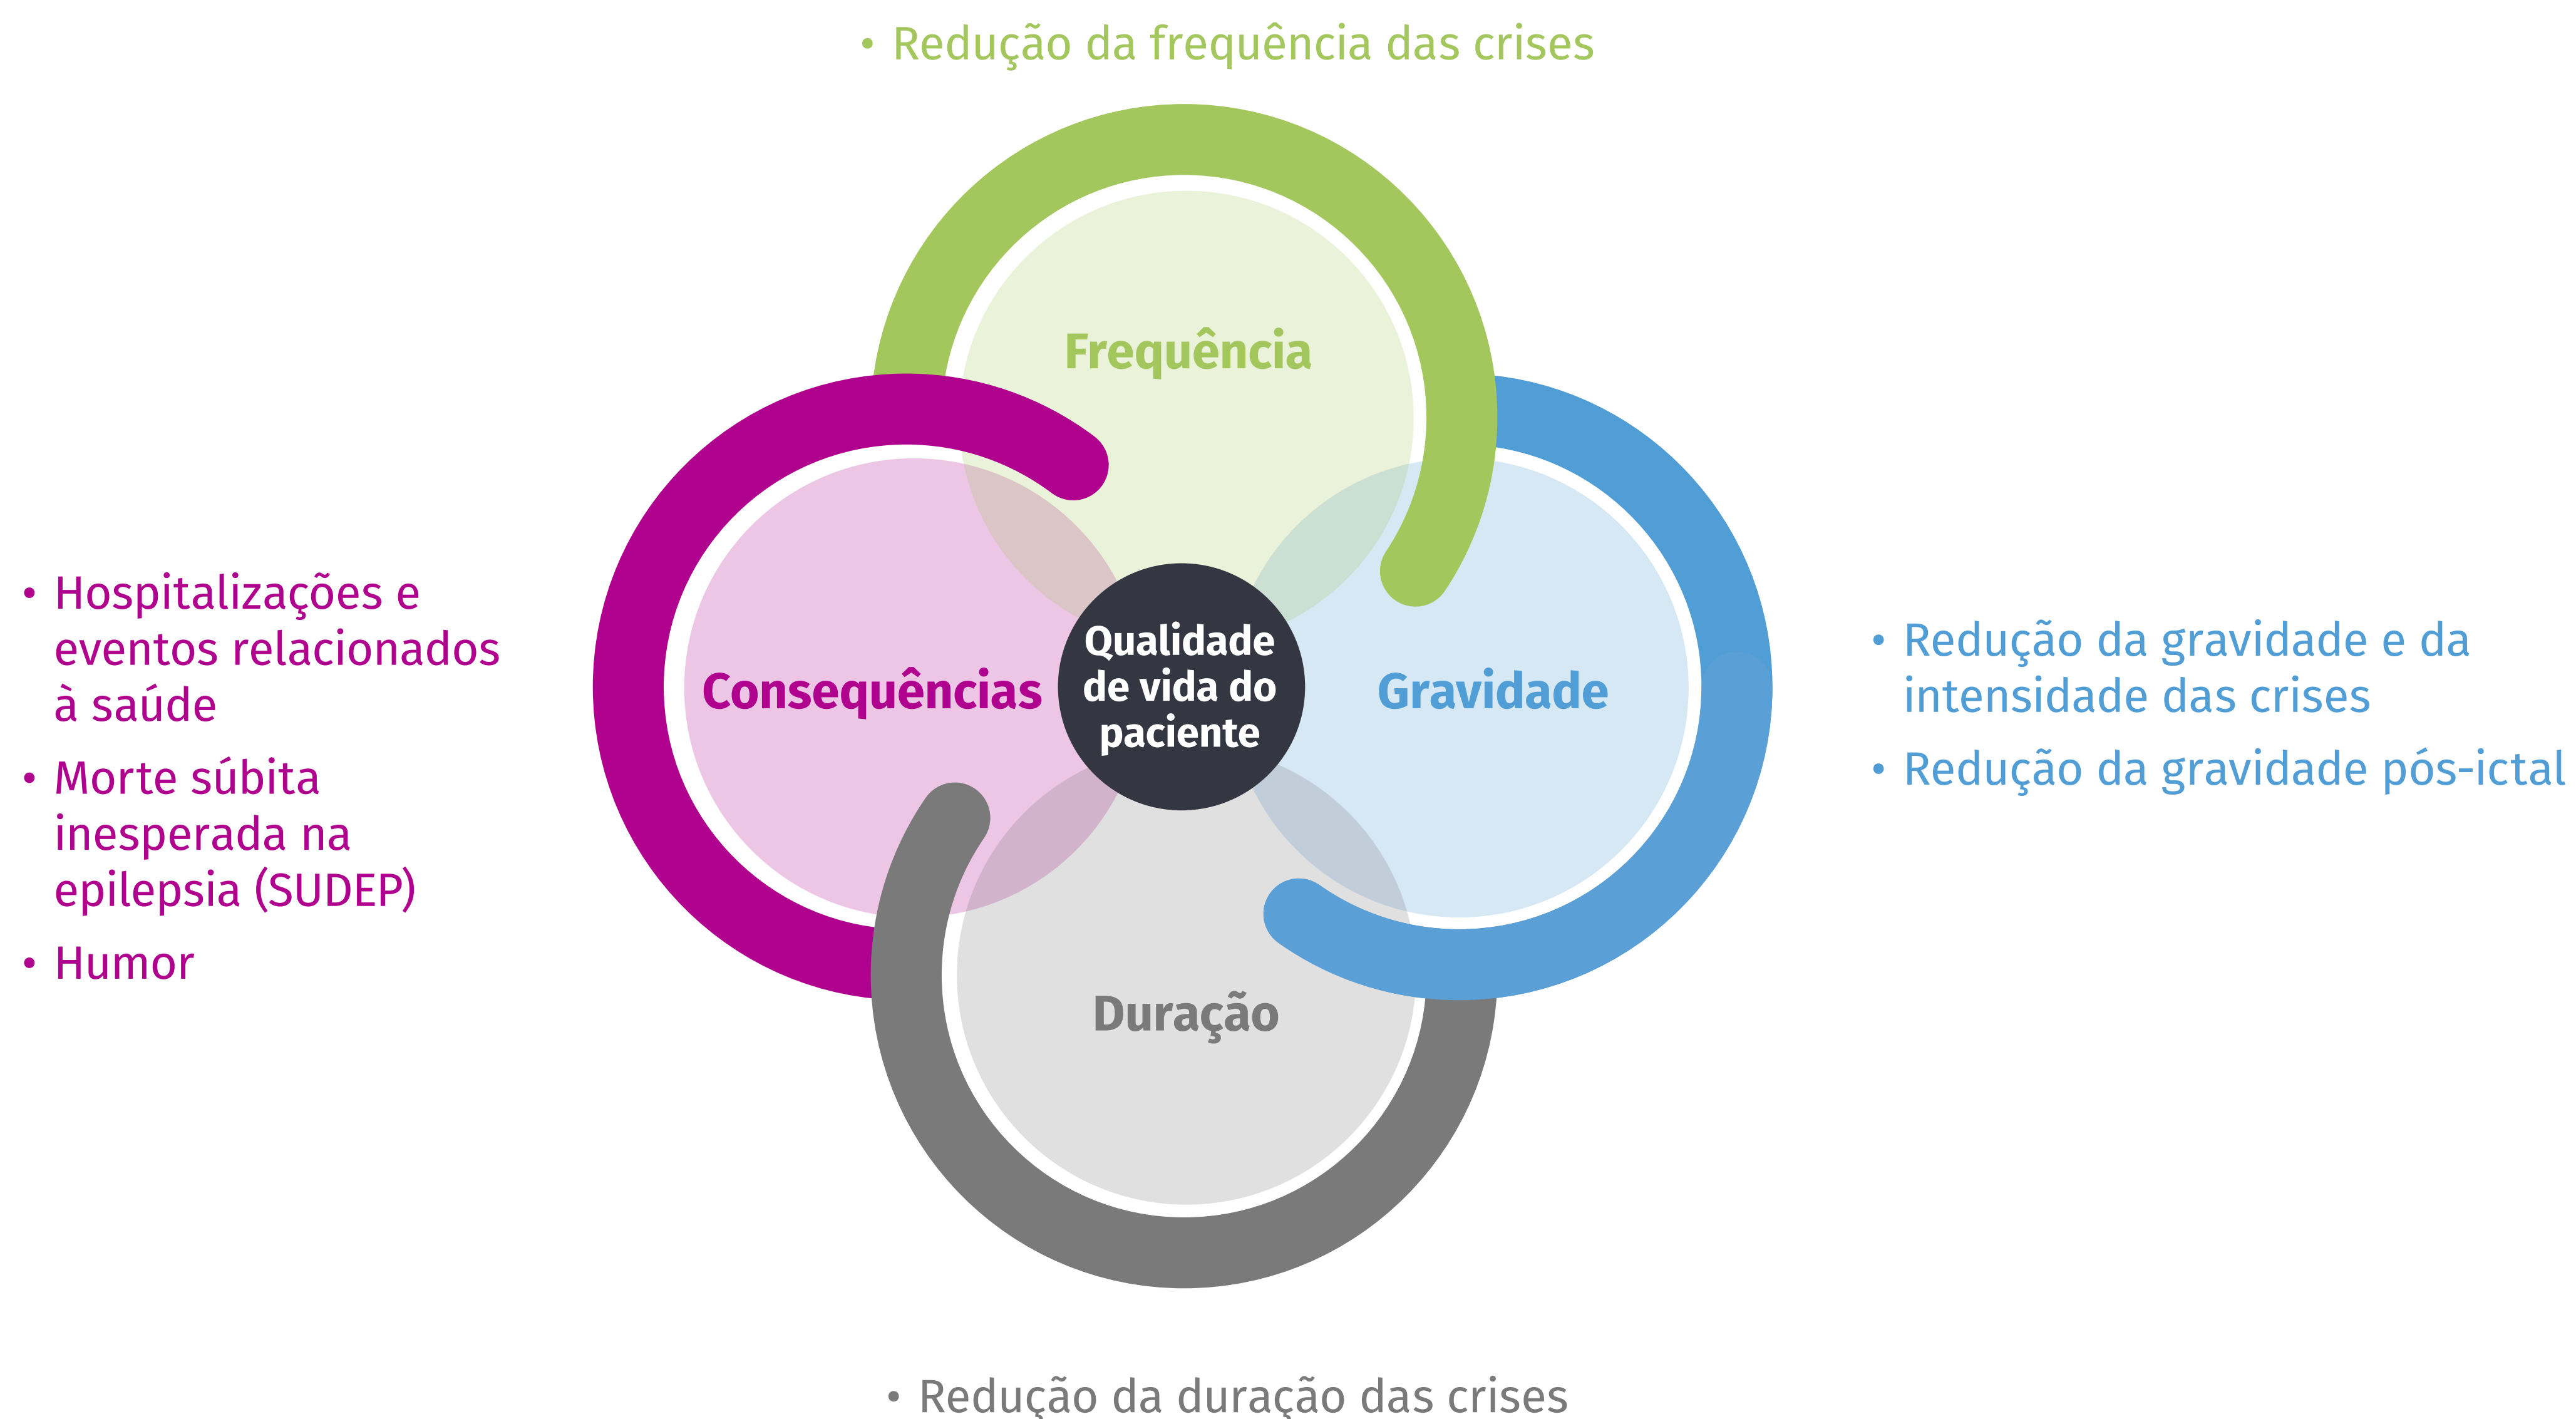 • Redução da frequência das crises
Frequência
• Hospitalizações e
eventos relacionados
à saúde
• Morte súbita
inesperada na
epilepsia (SUDEP)
• Humor
Consequências
Qualidade
de vida do
paciente
Gravidade
• Redução da gravidade e da
intensidade das crises
• Redução da gravidade pós-ictal
Duração
• Redução da duração das crises